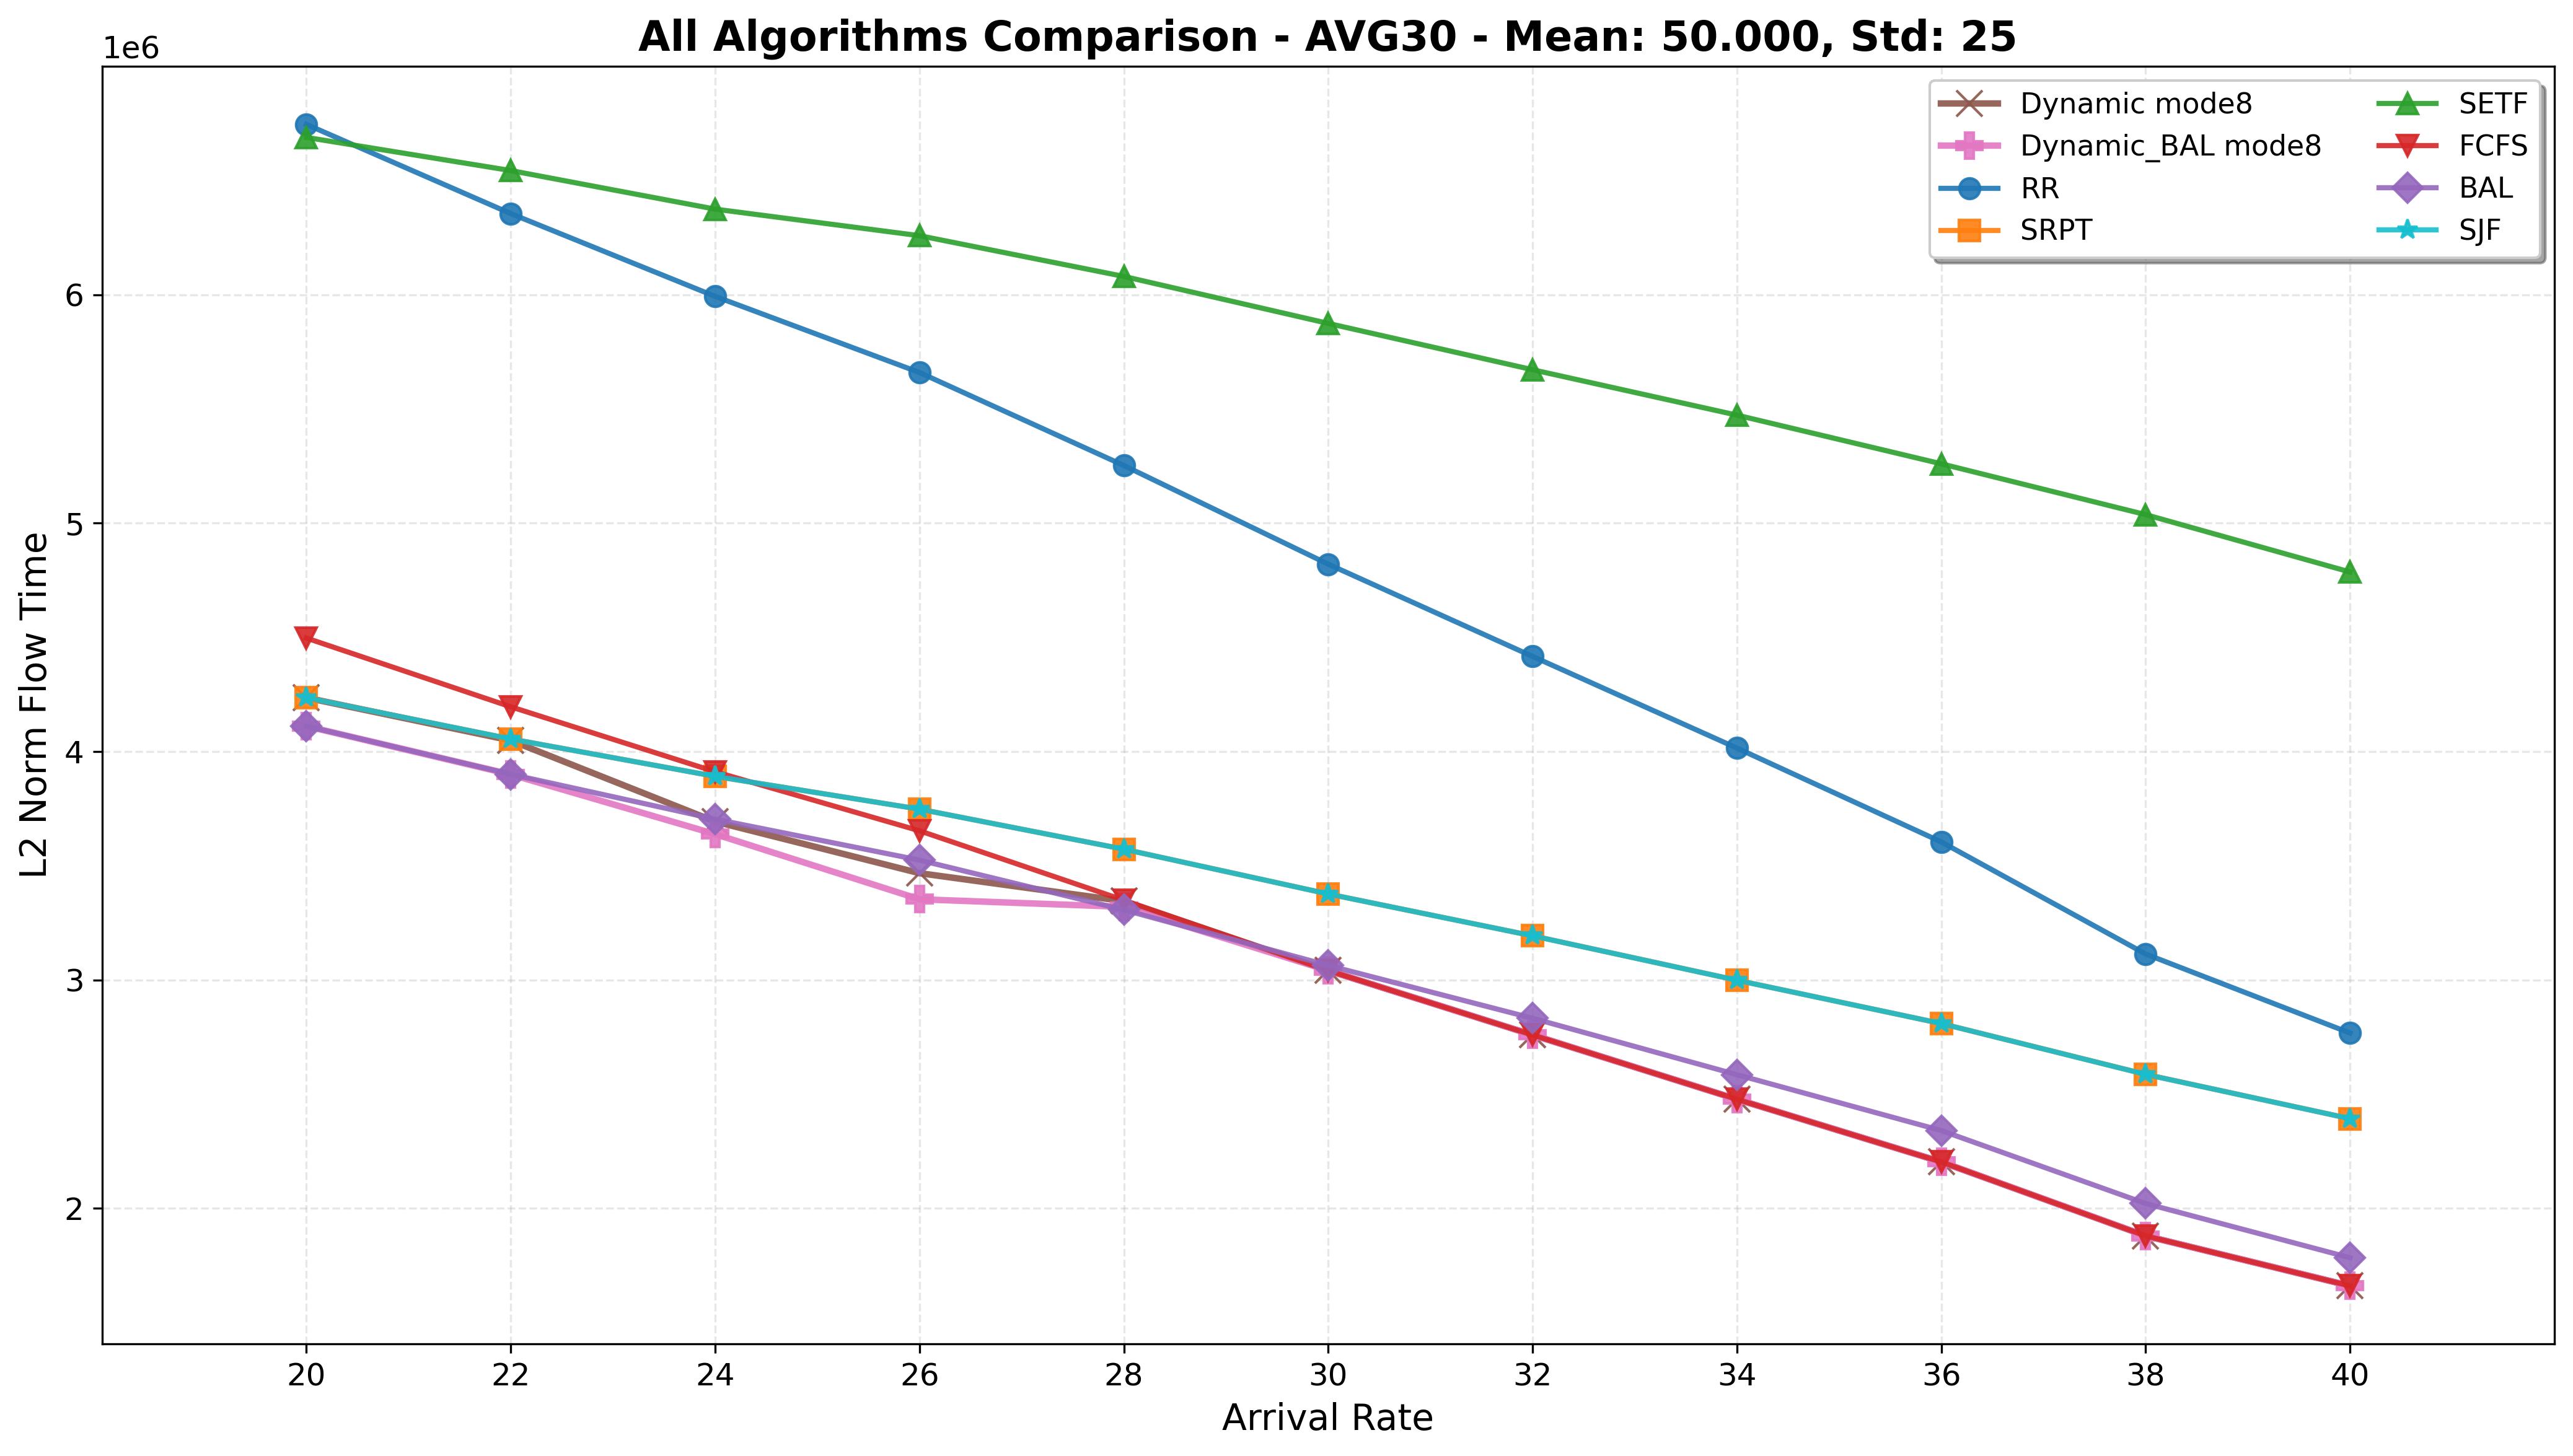 All Algorithms Comparison - AVG30 - Mean: 50.000, Std: 25
1e6
Dynamic mode8
Dynamic_BAL mode8
RR
SRPT
SETF
FCFS
BAL
SJF
L2 Norm Flow Time
6
5
4
3
2
20 22 24 26 28 30 32 34 36 38 40
Arrival Rate